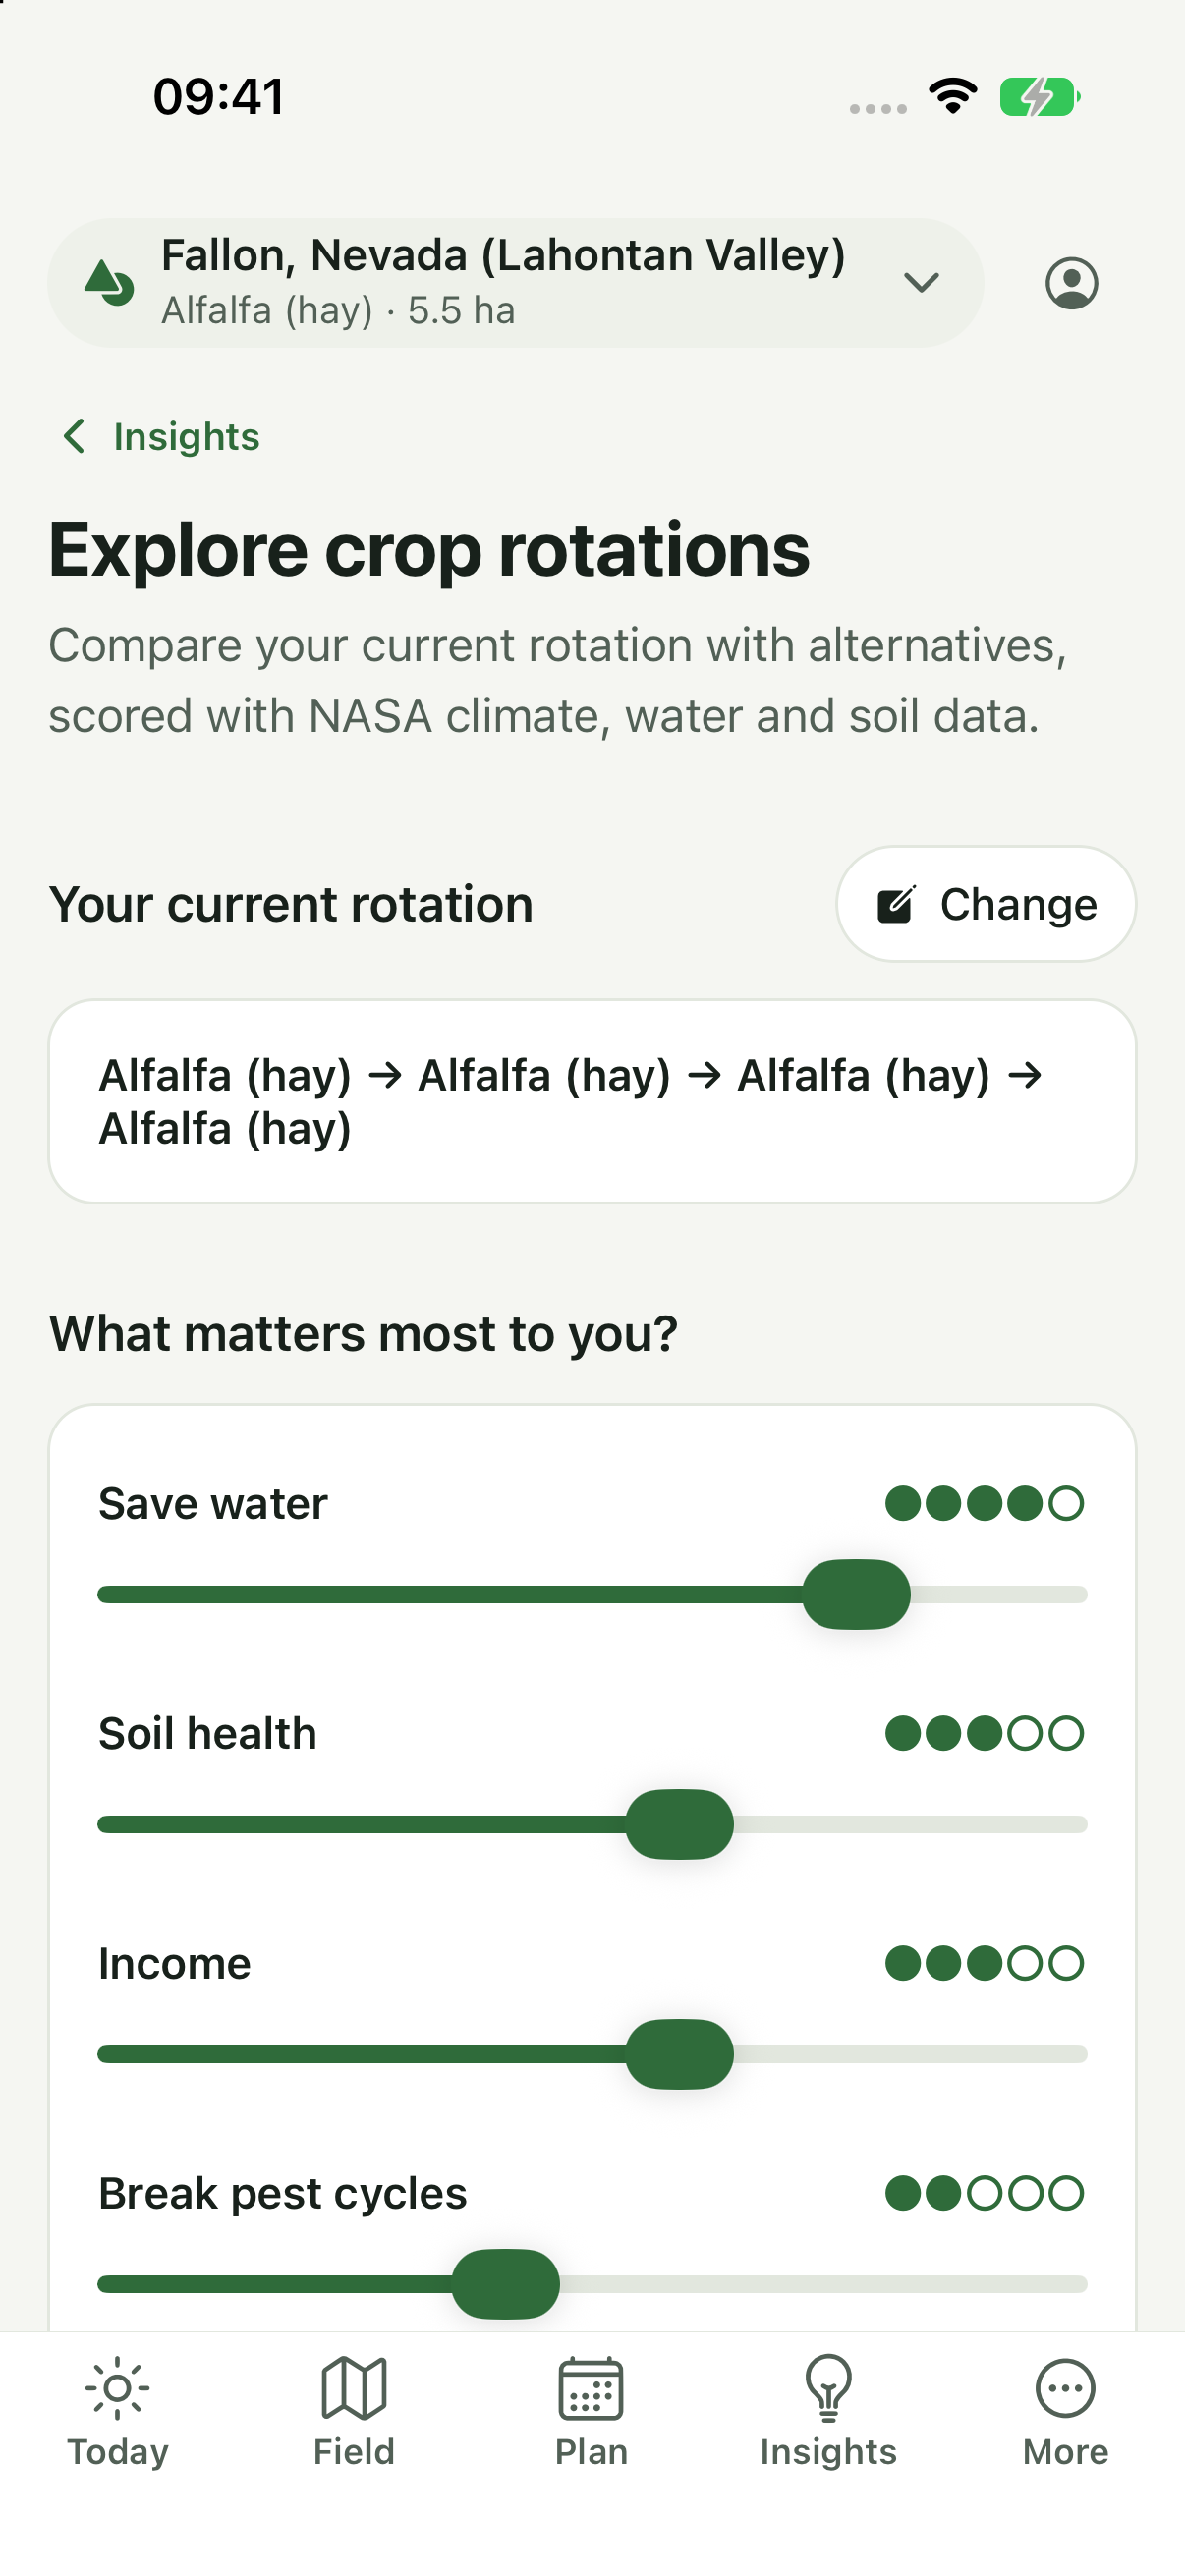 09:41
Fallon, Nevada (Lahontan Valley)
Alfalfa (hay) · 5.5 ha
Insights
Explore crop rotations
Compare your current rotation with alternatives,
scored with NASA climate, water and soil data.
Your current rotation
Change
Alfalfa (hay) → Alfalfa (hay) → Alfalfa (hay) →
Alfalfa (hay)
What matters most to you?
Save water
Soil health
Income
Break pest cycles
Today
Field
Plan
Insights
More